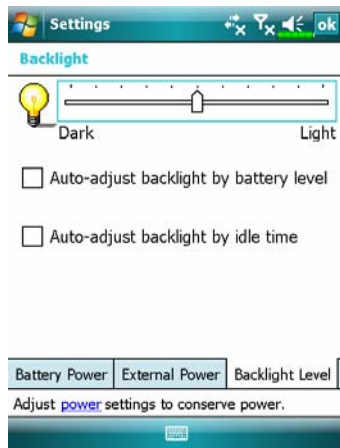 Settings ok
Backlight
Dark Light
Auto-adjust backlight by battery level
Auto-adjust backlight by idle time
Battery Power External Power Backlight Level
Adjust power settings to conserve power.